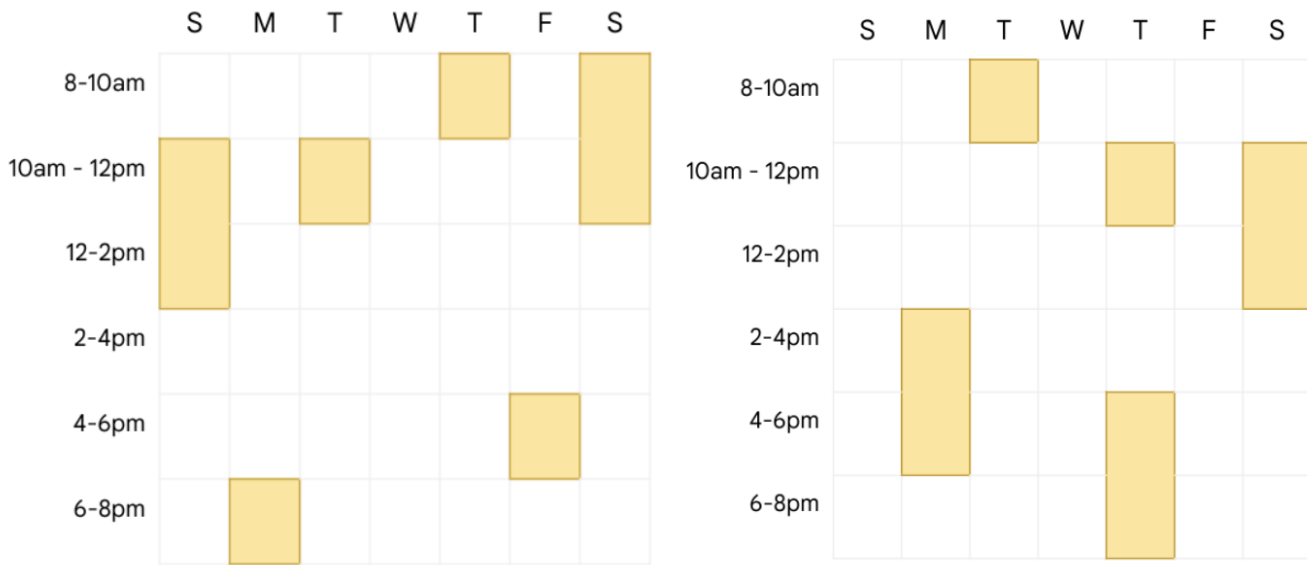 S M T W T F S
8-10am
10am - 12pm
12-2pm
2-4pm
4-6pm
6-8pm
S M T W T F S
8-10am
10am - 12pm
12-2pm
2-4pm
4-6pm
6-8pm